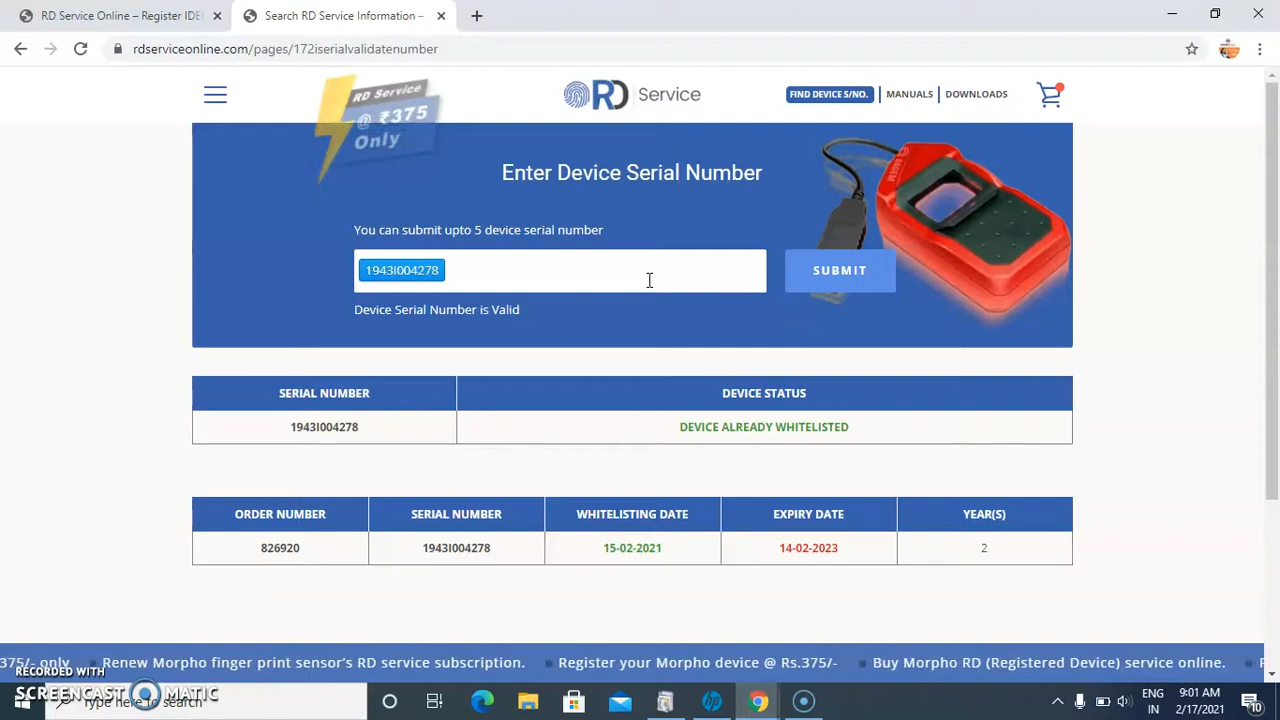 RD Service Online – Register IDEI
Search RD Service Information –
rdserviceonline.com/pages/172iserialvalidatenumber
RD Service
@ ₹375
Only
RD Service
FIND DEVICE S/NO.
MANUALS
DOWNLOADS
Enter Device Serial Number
You can submit upto 5 device serial number
1943I004278
SUBMIT
Device Serial Number is Valid
SERIAL NUMBER DEVICE STATUS
1943I004278 DEVICE ALREADY WHITELISTED
ORDER NUMBER SERIAL NUMBER WHITELISTING DATE EXPIRY DATE YEAR(S)
826920 1943I004278 15-02-2021 14-02-2023 2
375/- only Renew Morpho finger print sensor's RD service subscription. Register your Morpho device @ Rs.375/- Buy Morpho RD (Registered Device) service online.
RECORDED WITH
SCREENCAST MATIC
Type here to search
ENG
IN
9:01 AM
2/17/2021
10